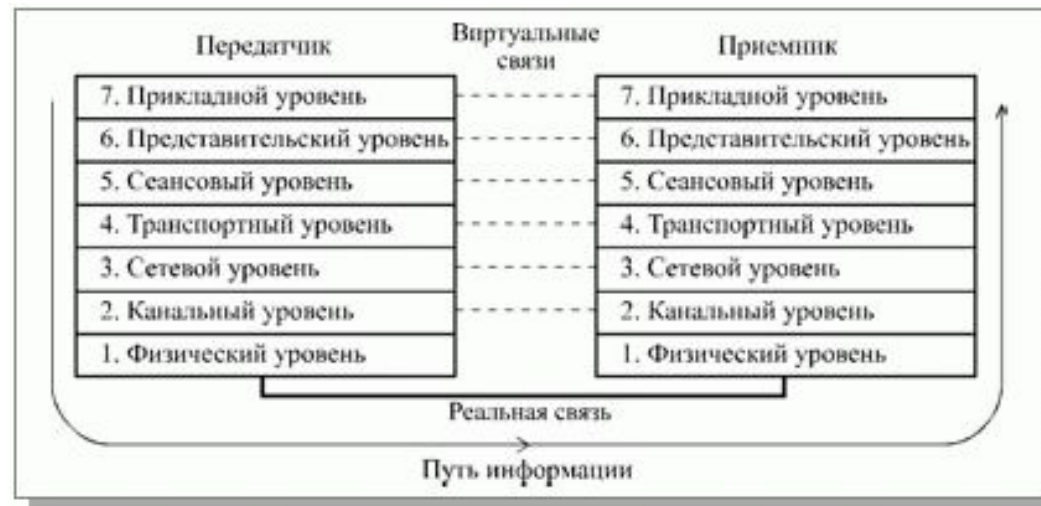 Передатчик
Виртуальные
связи
Приемник
7. Прикладной уровень
7. Прикладной уровень
6. Представительский уровень
6. Представительский уровень
5. Сеансовый уровень
5. Сеансовый уровень
4. Транспортный уровень
4. Транспортный уровень
3. Сетевой уровень
3. Сетевой уровень
2. Канальный уровень
2. Канальный уровень
1. Физический уровень
1. Физический уровень
Реальная связь
Путь информации